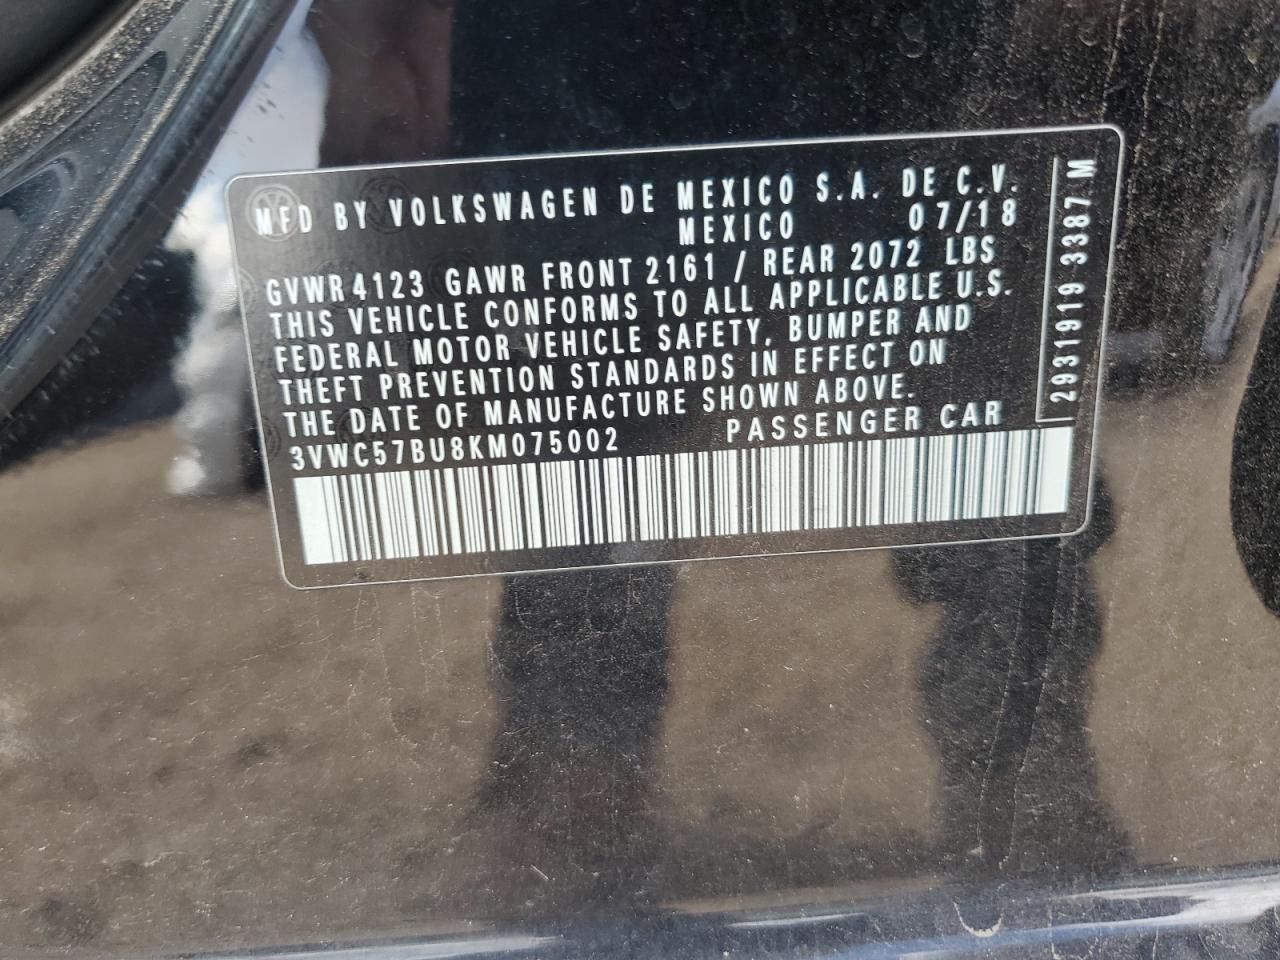 MFD BY VOLKSWAGEN DE MEXICO S.A. DE C.V.
MEXICO 07/18
GVWR 4123 GAWR FRONT 2161 / REAR 2072 LBS
THIS VEHICLE CONFORMS TO ALL APPLICABLE U.S.
FEDERAL MOTOR VEHICLE SAFETY, BUMPER AND
THEFT PREVENTION STANDARDS IN EFFECT ON
THE DATE OF MANUFACTURE SHOWN ABOVE.
3VWC57BU8KM075002 PASSENGER CAR
2931919 3387 M